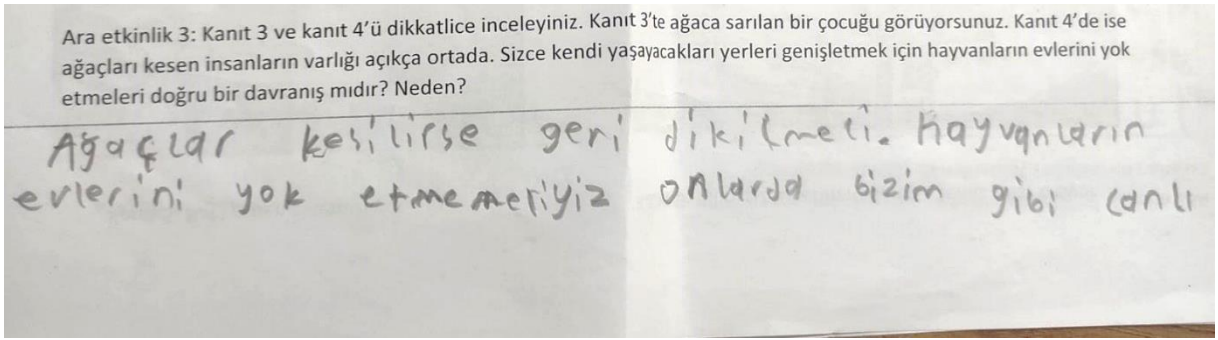 Ara etkinlik 3: Kanıt 3 ve kanıt 4'ü dikkatlice inceleyiniz. Kanıt 3'te ağaca sarılan bir çocuğu görüyorsunuz. Kanıt 4'de ise
ağaçları kesen insanların varlığı açıkça ortada. Sizce kendi yaşayacakları yerleri genişletmek için hayvanların evlerini yok
etmeleri doğru bir davranış mıdır? Neden?
Ağaçlar kesilirse geri dikilmeli. Hayvanların
evlerini yok etmemeliyiz onlarda bizim gibi canlı